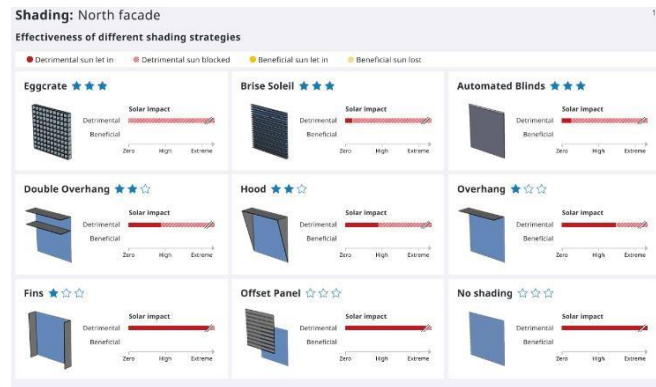 Shading: North facade
1
Effectiveness of different shading strategies
Detrimental sun let in Detrimental sun blocked Beneficial sun let in Beneficial sun lost
Eggcrate
Solar impact
Detrimental
Beneficial
Zero High Extreme
Brise Soleil
Solar impact
Detrimental
Beneficial
Zero High Extreme
Automated Blinds
Solar impact
Detrimental
Beneficial
Zero High Extreme
Double Overhang
Solar impact
Detrimental
Beneficial
Zero High Extreme
Hood
Solar impact
Detrimental
Beneficial
Zero High Extreme
Overhang
Solar impact
Detrimental
Beneficial
Zero High Extreme
Fins
Solar impact
Detrimental
Beneficial
Zero High Extreme
Offset Panel
Solar impact
Detrimental
Beneficial
Zero High Extreme
No shading
Solar impact
Detrimental
Beneficial
Zero High Extreme